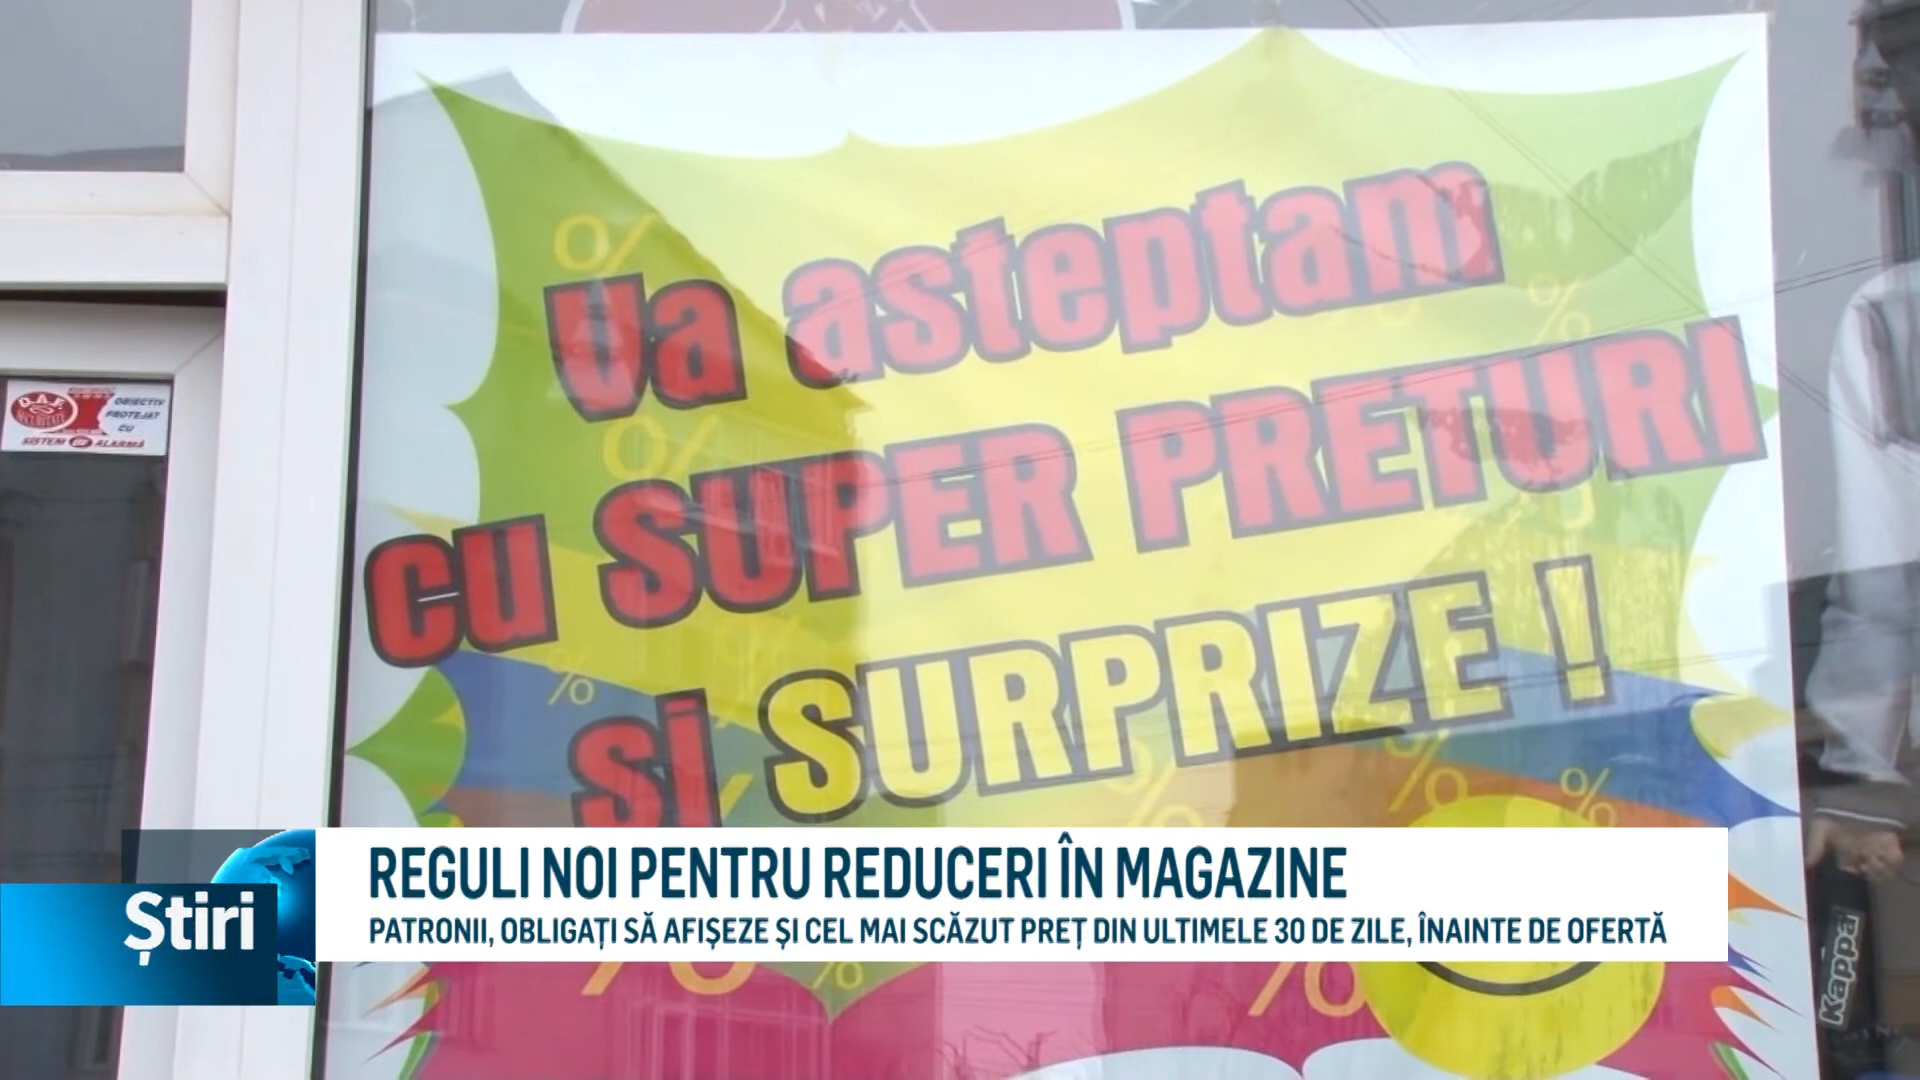 Va asteptam
cu SUPER PRETURI
si SURPRIZE !
OBIECTIV
PROTEJAT
CU
SISTEM DE ALARMĂ
Știri
REGULI NOI PENTRU REDUCERI ÎN MAGAZINE
PATRONII, OBLIGAȚI SĂ AFIȘEZE ȘI CEL MAI SCĂZUT PREȚ DIN ULTIMELE 30 DE ZILE, ÎNAINTE DE OFERTĂ
Kappa